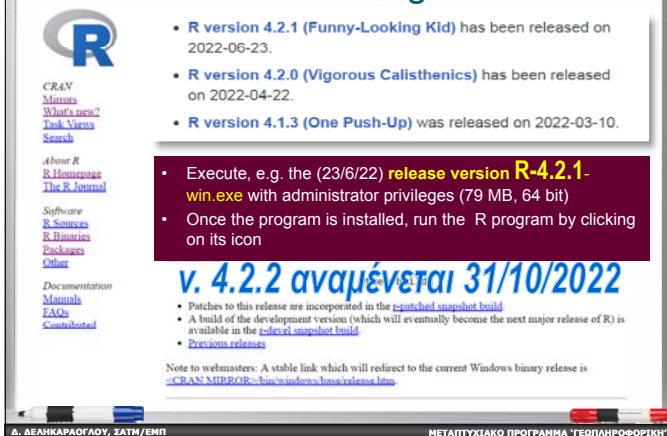 R
• R version 4.2.1 (Funny-Looking Kid) has been released on
2022-06-23.
• R version 4.2.0 (Vigorous Calisthenics) has been released
on 2022-04-22.
• R version 4.1.3 (One Push-Up) was released on 2022-03-10.
CRAN
Mirrors
What's new?
Task Views
Search
About R
R Homepage
The R Journal
Software
R Sources
R Binaries
Packages
Other
Documentation
Manuals
FAQs
Contributed
• Execute, e.g. the (23/6/22) release version R-4.2.1-
win.exe with administrator privileges (79 MB, 64 bit)
• Once the program is installed, run the R program by clicking
on its icon
v. 4.2.2 αναμένεται 31/10/2022
• Patches to this release are incorporated in the r-patched snapshot build.
• A build of the development version (which will eventually become the next major release of R) is
available in the r-devel snapshot build.
• Previous releases
Note to webmasters: A stable link which will redirect to the current Windows binary release is
<CRAN MIRROR>/bin/windows/base/release.htm.
Δ. ΔΕΛΗΚΑΡΑΟΓΛΟΥ, ΣΑΤΜ/ΕΜΠ
ΜΕΤΑΠΤΥΧΙΑΚΟ ΠΡΟΓΡΑΜΜΑ 'ΓΕΩΠΛΗΡΟΦΟΡΙΚΗ'